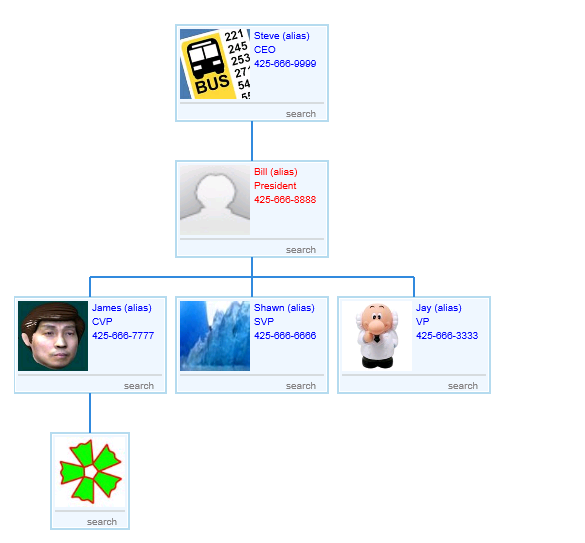 221
245
253
27
54
BUS
Steve (alias)
CEO
425-666-9999
search
Bill (alias)
President
425-666-8888
search
James (alias)
CVP
425-666-7777
search
Shawn (alias)
SVP
425-666-6666
search
Jay (alias)
VP
425-666-3333
search
search